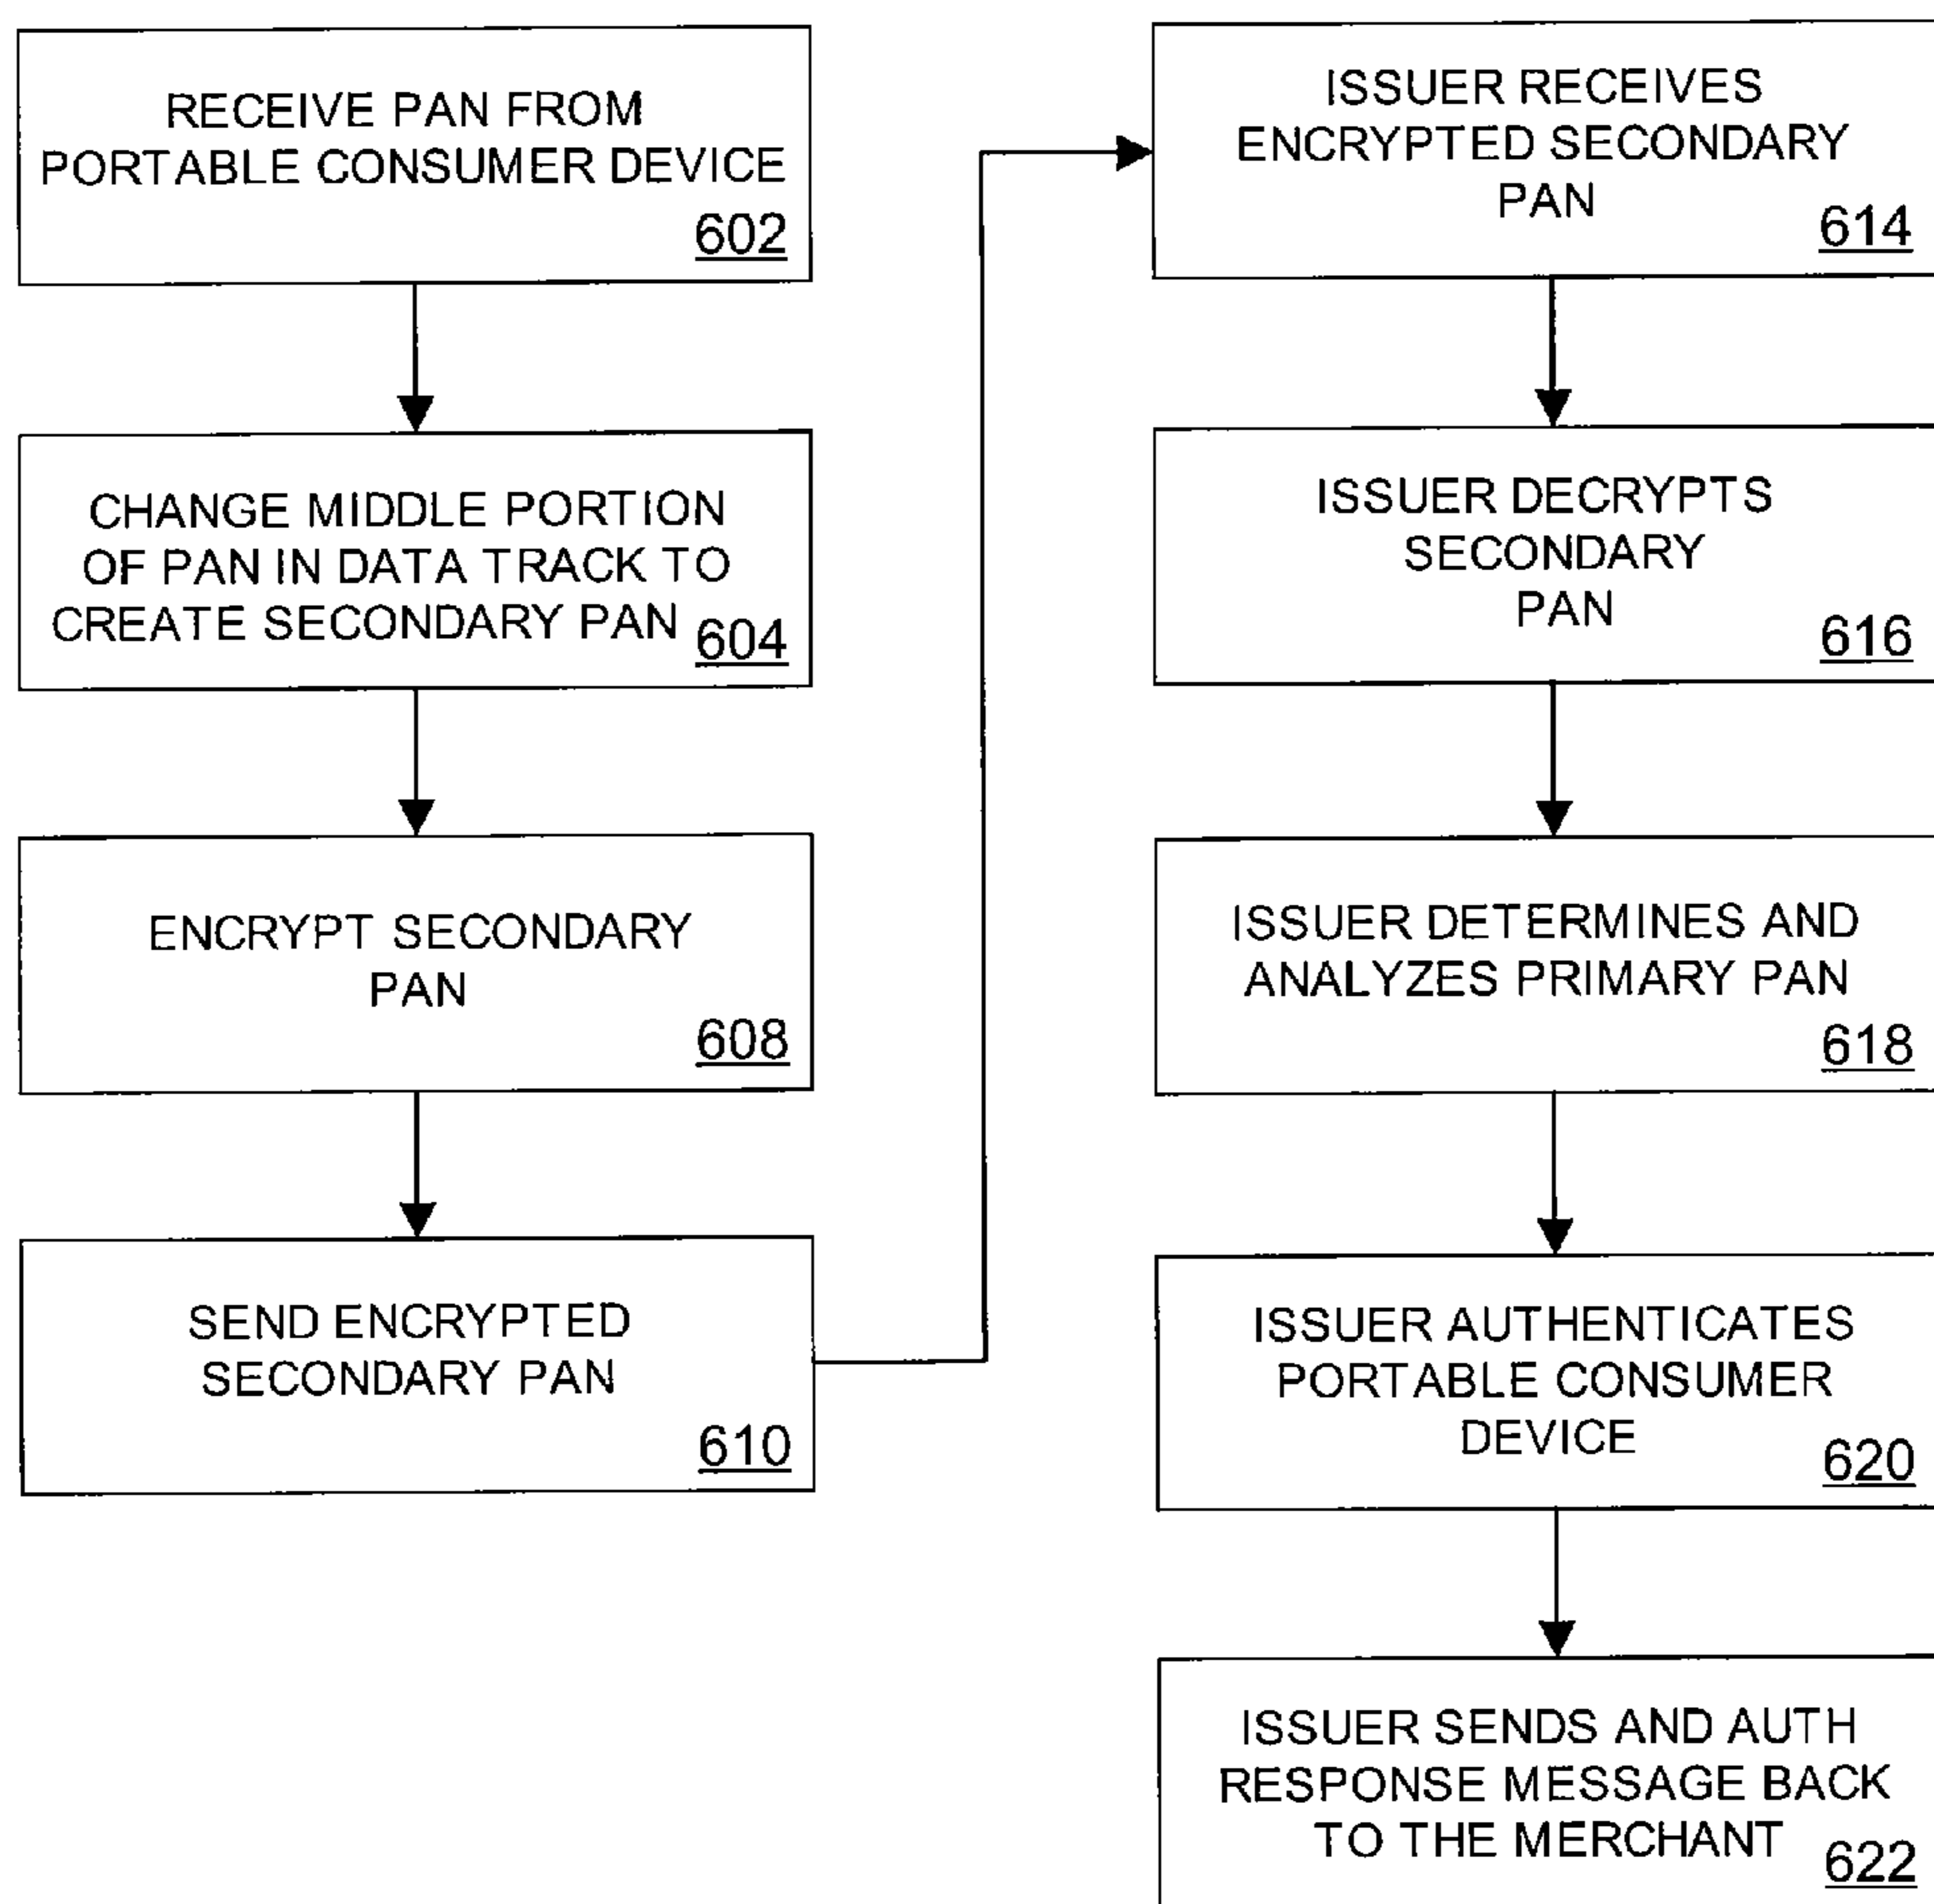 RECEIVE PAN FROM
PORTABLE CONSUMER DEVICE
602
CHANGE MIDDLE PORTION
OF PAN IN DATA TRACK TO
CREATE SECONDARY PAN
604
ENCRYPT SECONDARY
PAN
608
SEND ENCRYPTED
SECONDARY PAN
610
ISSUER RECEIVES
ENCRYPTED SECONDARY
PAN
614
ISSUER DECRYPTS
SECONDARY
PAN
616
ISSUER DETERMINES AND
ANALYZES PRIMARY PAN
618
ISSUER AUTHENTICATES
PORTABLE CONSUMER
DEVICE
620
ISSUER SENDS AND AUTH
RESPONSE MESSAGE BACK
TO THE MERCHANT
622